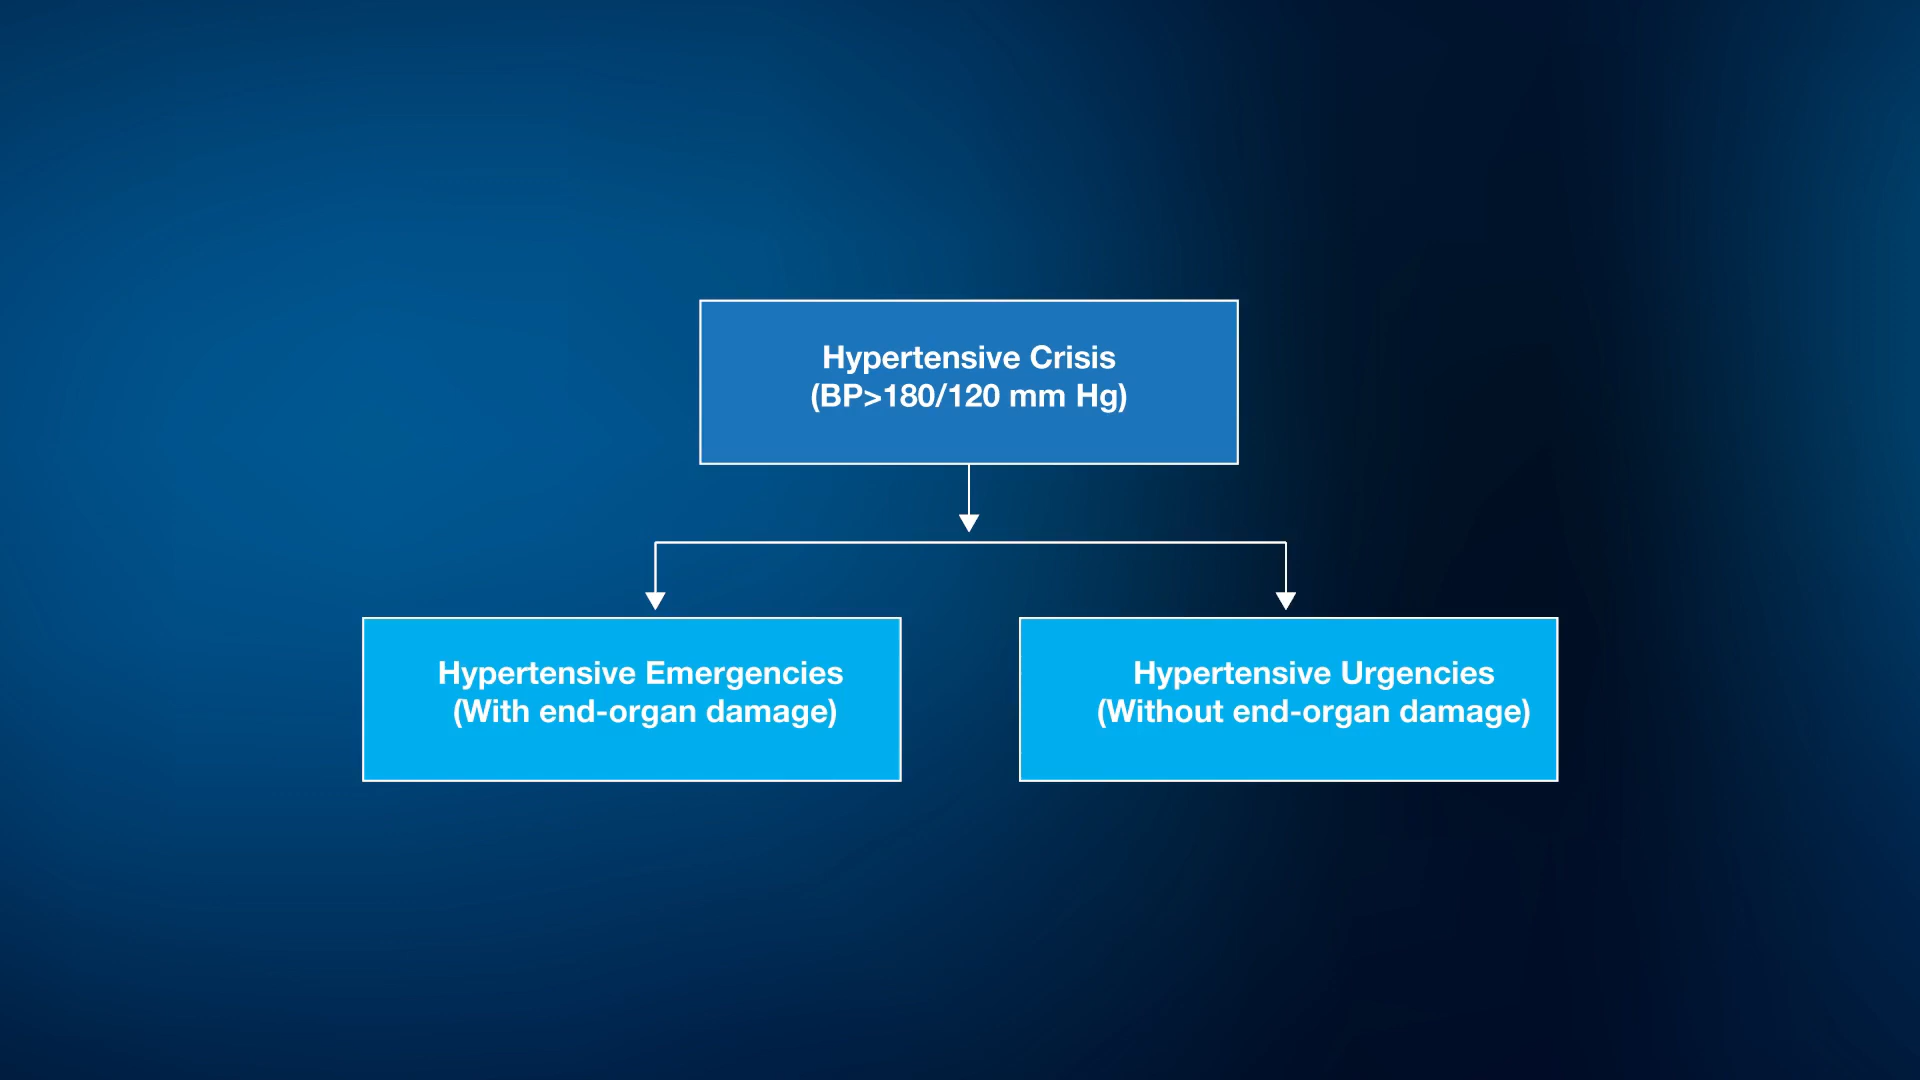 Hypertensive Crisis
(BP>180/120 mm Hg)
Hypertensive Emergencies
(With end-organ damage)
Hypertensive Urgencies
(Without end-organ damage)